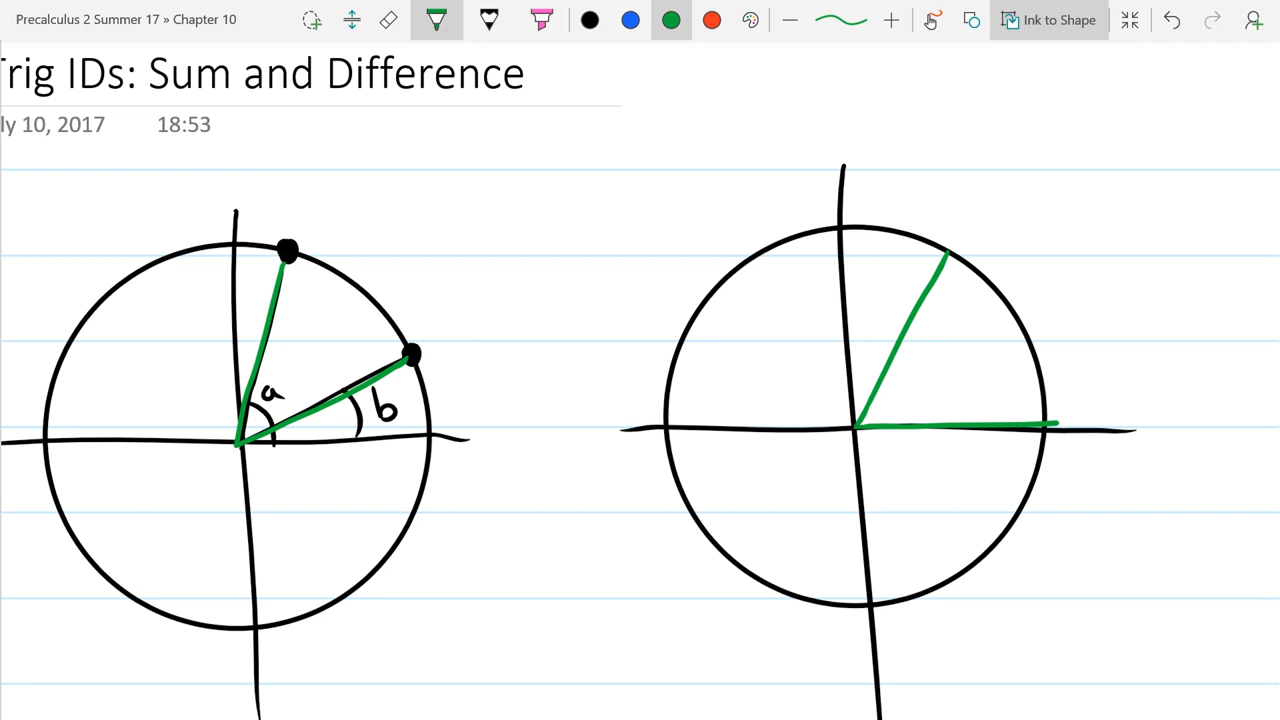 Precalculus 2 Summer 17 » Chapter 10
Ink to Shape
rig IDs: Sum and Difference
ly 10, 2017 18:53
a
b